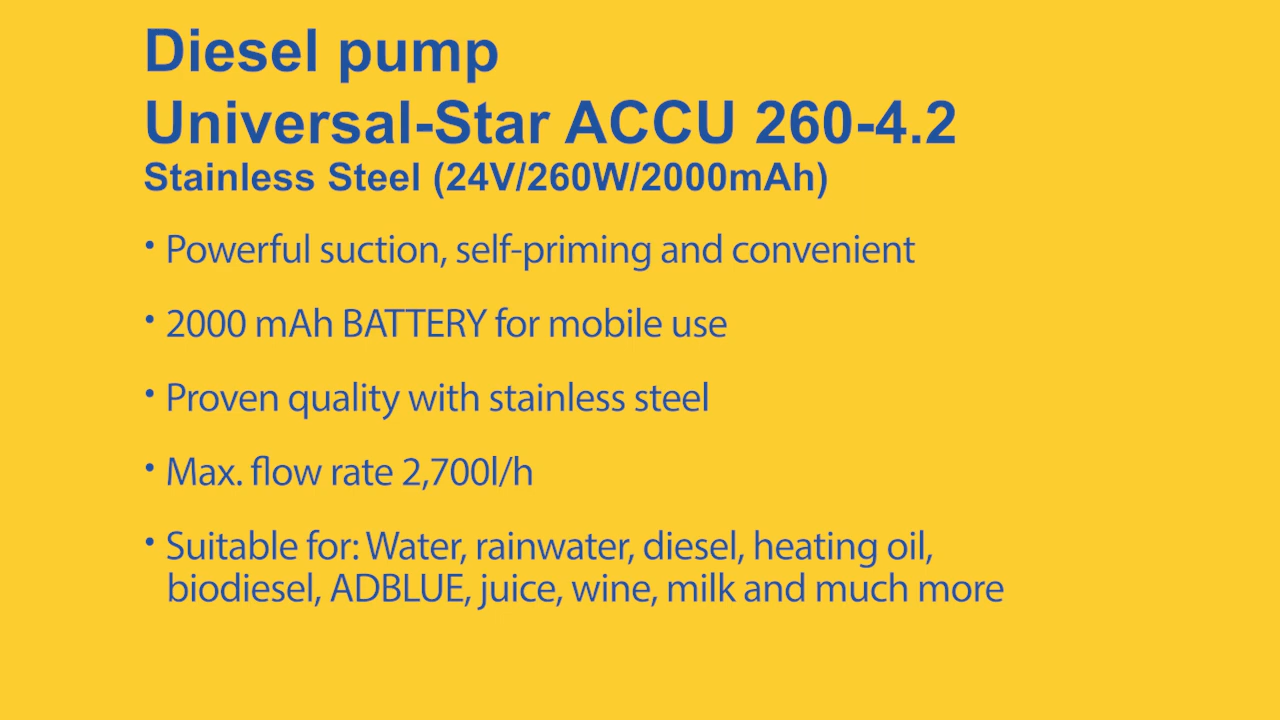 Diesel pump
Universal-Star ACCU 260-4.2
Stainless Steel (24V/260W/2000mAh)
• Powerful suction, self-priming and convenient
• 2000 mAh BATTERY for mobile use
• Proven quality with stainless steel
• Max. flow rate 2,700l/h
• Suitable for: Water, rainwater, diesel, heating oil,
biodiesel, ADBLUE, juice, wine, milk and much more